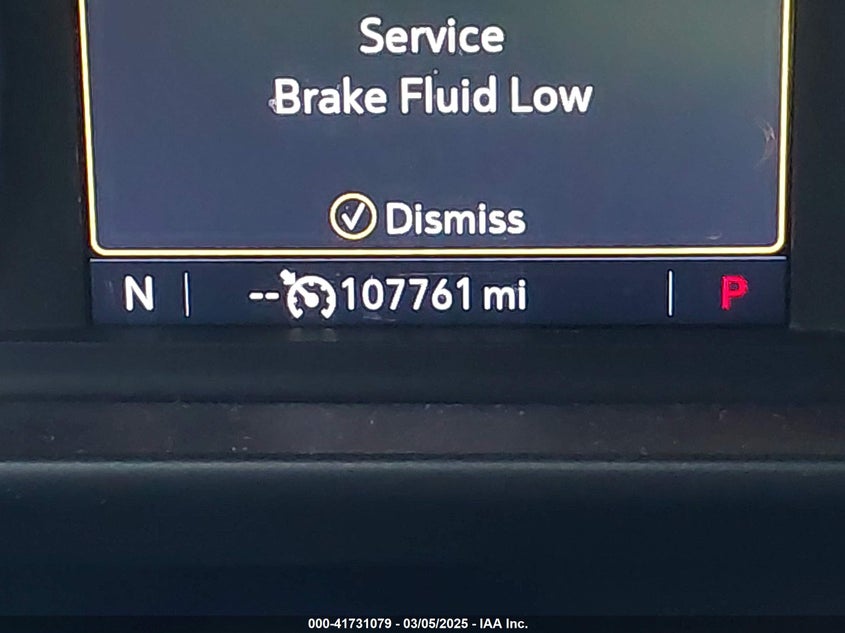 Service
Brake Fluid Low
Dismiss
N | -- 107761 mi | P
000-41731079 - 03/05/2025 - IAA Inc.